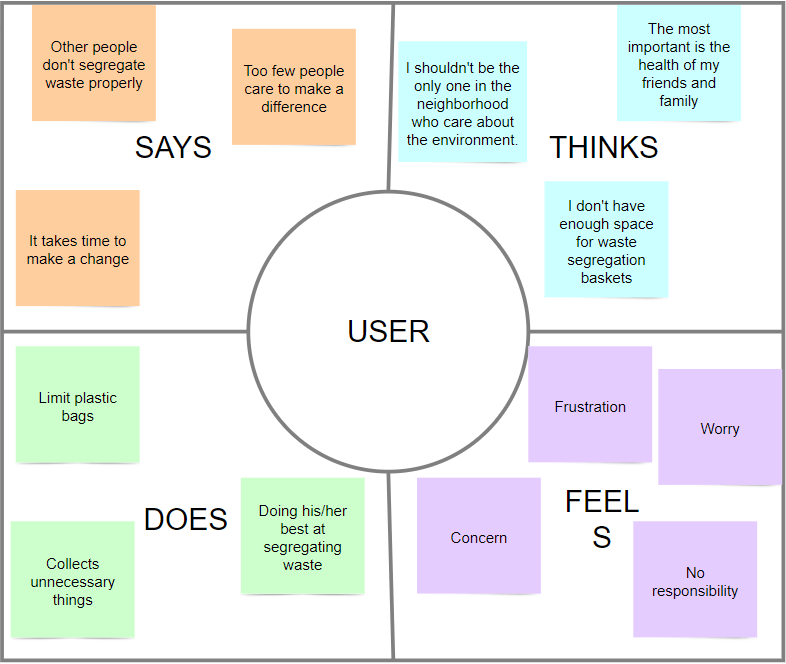 Other people
don't segregate
waste properly
Too few people
care to make a
difference
SAYS
It takes time to
make a change
I shouldn't be the
only one in the
neighborhood
who care about
the environment.
The most
important is the
health of my
friends and
family
THINKS
I don't have
enough space
for waste
segregation
baskets
USER
Limit plastic
bags
DOES
Doing his/her
best at
segregating
waste
Collects
unnecessary
things
Frustration
Worry
FEEL
S
Concern
No
responsibility